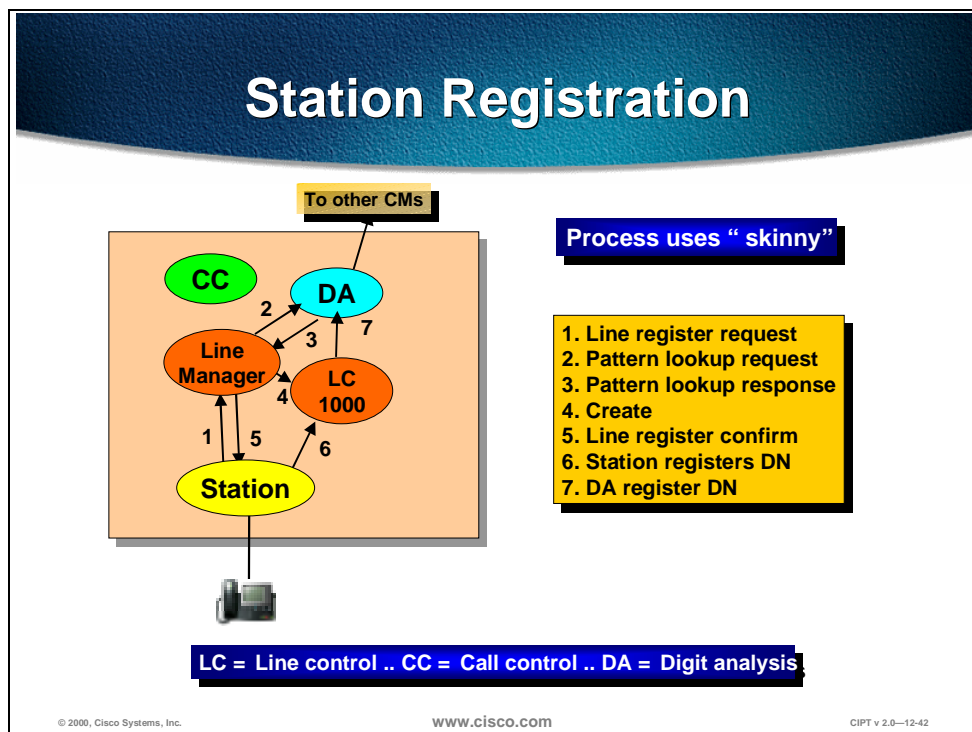 Station Registration
To other CMs
Process uses “ skinny”
CC
DA
2
7
3
Line
Manager
LC
1000
4
1
5
6
Station
1. Line register request
2. Pattern lookup request
3. Pattern lookup response
4. Create
5. Line register confirm
6. Station registers DN
7. DA register DN
LC = Line control .. CC = Call control .. DA = Digit analysis
© 2000, Cisco Systems, Inc.
www.cisco.com
CIPT v 2.0—12-42